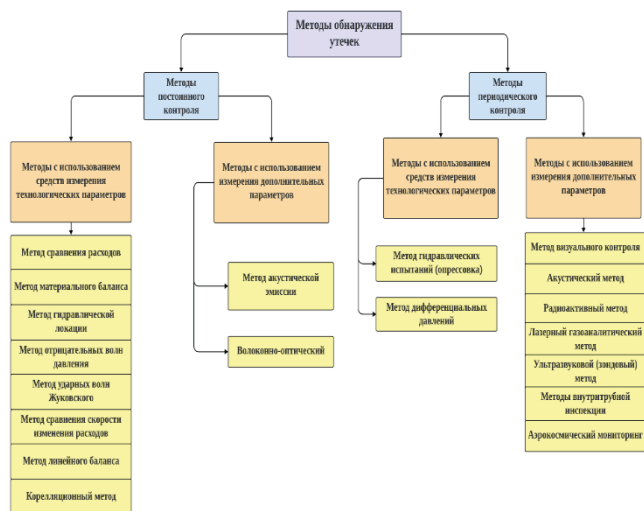 Методы обнаружения
утечек
Методы
постоянного
контроля
Методы
периодического
контроля
Методы с использованием
средств измерения
технологических параметров
Методы с использованием
измерения дополнительных
параметров
Методы с использованием
средств измерения
технологических параметров
Методы с использованием
измерения дополнительных
параметров
Метод сравнения расходов
Метод материального баланса
Метод гидравлической
локации
Метод отрицательных волн
давления
Метод ударных волн
Жуковского
Метод сравнения скорости
изменения расходов
Метод линейного баланса
Корелляционный метод
Метод акустической
эмиссии
Волоконно-оптический
Метод гидравлических
испытаний (опрессовка)
Метод дифференциальных
давлений
Метод визуального контроля
Акустический метод
Радиоактивный метод
Лазерный газоаналитический
метод
Ультразвуковой (зондовый)
метод
Методы внутритрубной
инспекции
Аэрокосмический мониторинг